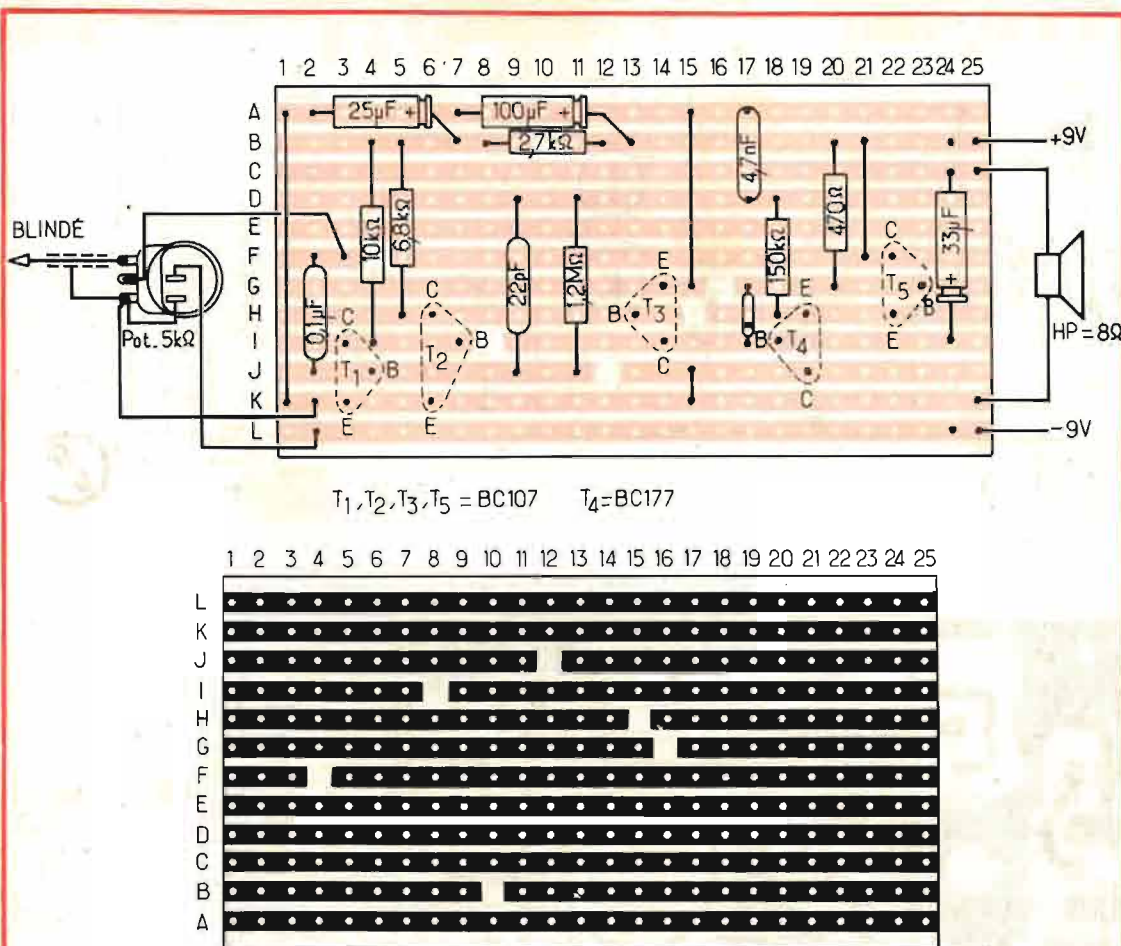 1 2 3 4 5 6 7 8 9 10 11 12 13 14 15 16 17 18 19 20 21 22 23 24 25
A
25µF +
100µF +
B
2,7kΩ
4,7nF
+9V
C
D
10kΩ
6,8kΩ
470Ω
33µF
+
BLINDÉ
E
F
22pF
1,2MΩ
150kΩ
C
E
G
T5
B
0,1µF
H
C
C
B
T3
E
HP = 8Ω
Pot. 5kΩ
I
T2
B
C
B
T4
E
J
T1
B
C
K
E
E
L
-9V
T1, T2, T3, T5 = BC107 T4=BC177
1 2 3 4 5 6 7 8 9 10 11 12 13 14 15 16 17 18 19 20 21 22 23 24 25
L
K
J
I
H
G
F
E
D
C
B
A